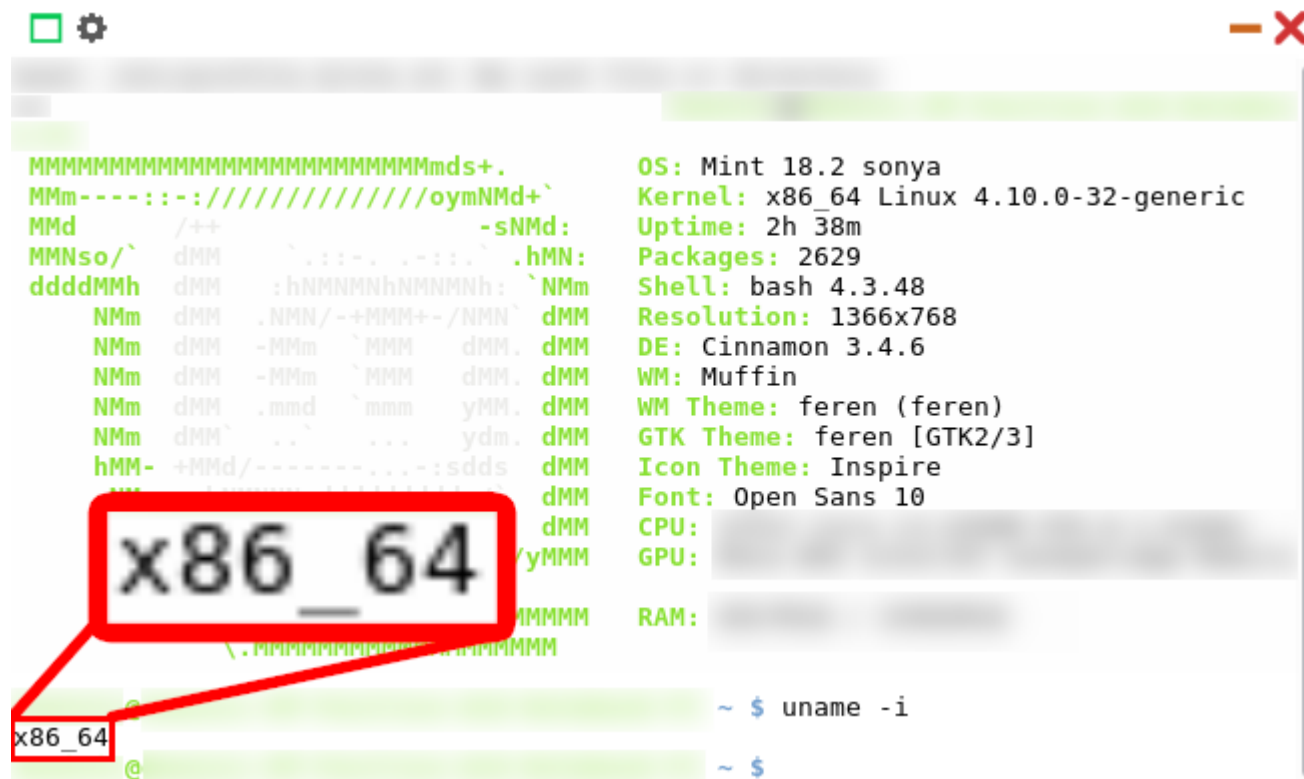 MMMMMMMMMMMMMMMMMMMMMMMMMmds+. OS: Mint 18.2 sonya
MMm----::-://////////////oymNMd+` Kernel: x86_64 Linux 4.10.0-32-generic
MMd /++ -sNMd: Uptime: 2h 38m
MMNso/` dMM `.::-. .-::.` .hMN: Packages: 2629
ddddMMh dMM :hNMNMNhNMNMNh: `NMm Shell: bash 4.3.48
NMm dMM .NMN/-+MMM+-/NMN` dMM Resolution: 1366x768
NMm dMM -MMm `MMM dMM. dMM DE: Cinnamon 3.4.6
NMm dMM -MMm `MMM dMM. dMM WM: Muffin
NMm dMM .mmd `mmm yMM. dMM WM Theme: feren (feren)
NMm dMM` ..` ... ydm. dMM GTK Theme: feren [GTK2/3]
hMM- +MMd/-------...-:sdds dMM Icon Theme: Inspire
dMM Font: Open Sans 10
dMM CPU:
/yMMM GPU:
x86_64
MMMMM RAM:
@ ~ $ uname -i
x86_64
@ ~ $